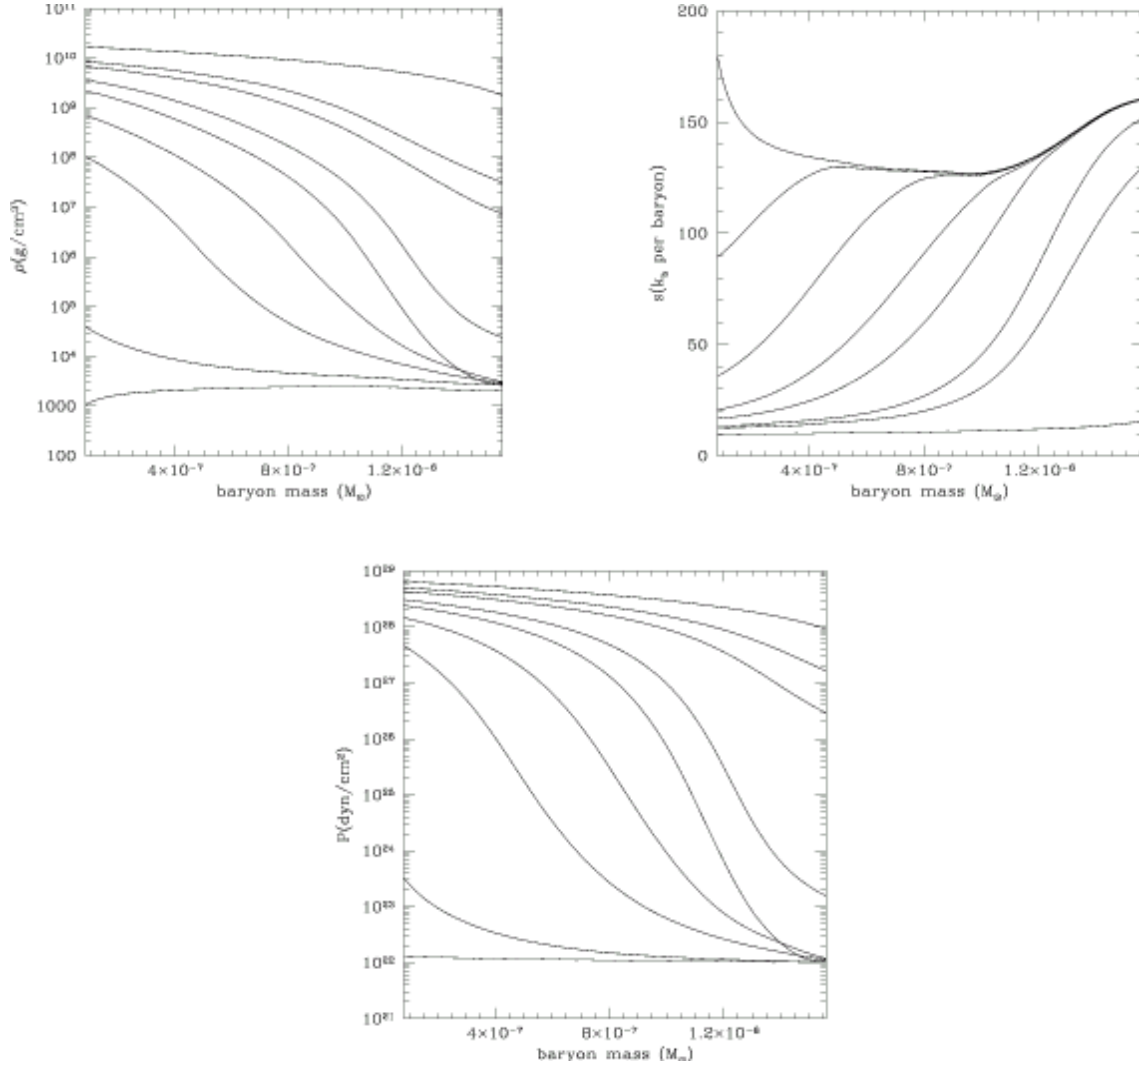 10¹¹
10¹⁰
10⁹
10⁸
10⁷
10⁶
10⁵
10⁴
1000
100
ρ(g/cm³)
4×10⁻⁷ 8×10⁻⁷ 1.2×10⁻⁶
baryon mass (M⊙)
200
150
100
50
0
s(k_b per baryon)
4×10⁻⁷ 8×10⁻⁷ 1.2×10⁻⁶
baryon mass (M⊙)
10²⁹
10²⁸
10²⁷
10²⁶
10²⁵
10²⁴
10²³
10²²
10²¹
P(dyn/cm²)
4×10⁻⁷ 8×10⁻⁷ 1.2×10⁻⁶
baryon mass (M⊙)